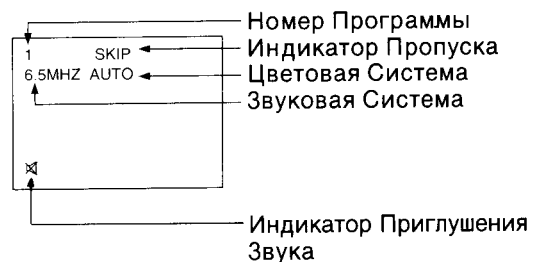 Номер Программы
1 SKIP
Индикатор Пропуска
6.5MHZ AUTO
Цветовая Система
Звуковая Система
Индикатор Приглушения
Звука